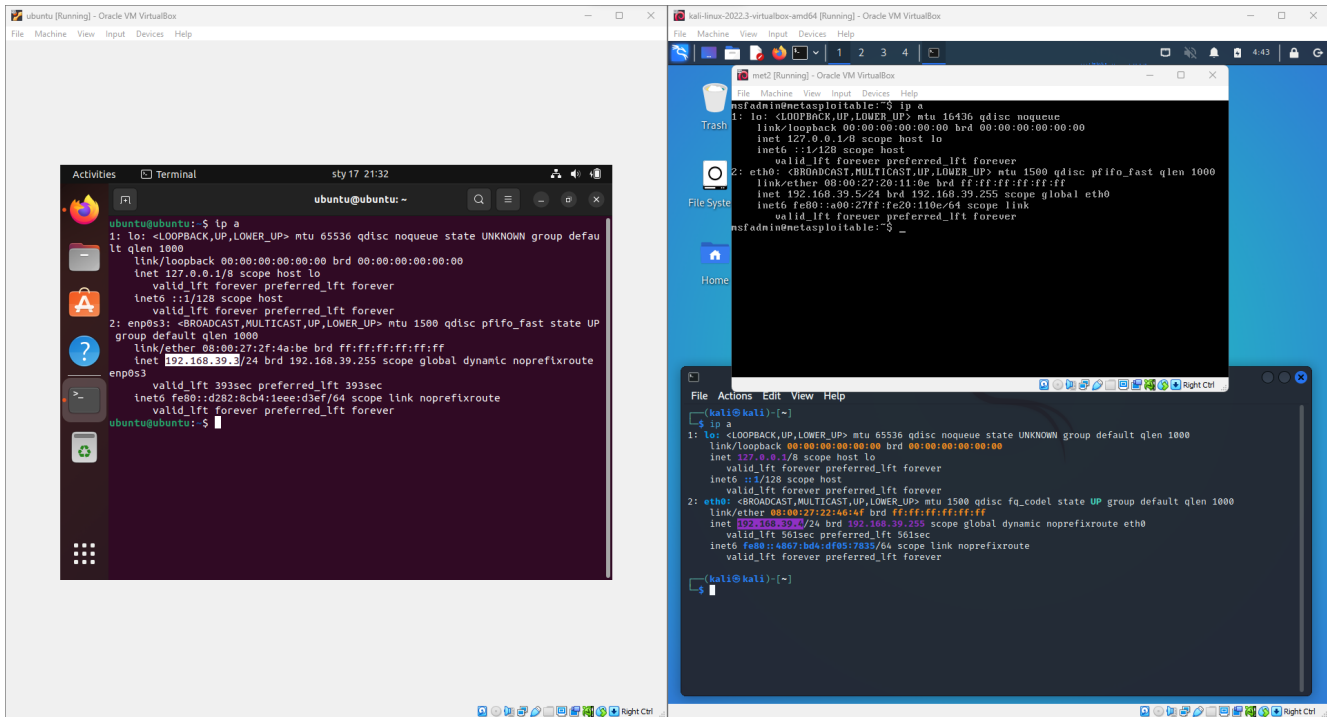 ubuntu [Running] - Oracle VM VirtualBox
File Machine View Input Devices Help
Activities Terminal sty 17 21:32
ubuntu@ubuntu: ~
ubuntu@ubuntu:~$ ip a
1: lo: <LOOPBACK,UP,LOWER_UP> mtu 65536 qdisc noqueue state UNKNOWN group defau
lt qlen 1000
link/loopback 00:00:00:00:00:00 brd 00:00:00:00:00:00
inet 127.0.0.1/8 scope host lo
valid_lft forever preferred_lft forever
inet6 ::1/128 scope host
valid_lft forever preferred_lft forever
2: enp0s3: <BROADCAST,MULTICAST,UP,LOWER_UP> mtu 1500 qdisc pfifo_fast state UP
group default qlen 1000
link/ether 08:00:27:2f:4a:be brd ff:ff:ff:ff:ff:ff
inet 192.168.39.3/24 brd 192.168.39.255 scope global dynamic noprefixroute
enp0s3
valid_lft 393sec preferred_lft 393sec
inet6 fe80::d282:8cb4:1eee:d3ef/64 scope link noprefixroute
valid_lft forever preferred_lft forever
ubuntu@ubuntu:~$
Right Ctrl
kali-linux-2022.3-virtualbox-amd64 [Running] - Oracle VM VirtualBox
File Machine View Input Devices Help
1 2 3 4 4:43
Trash
File Syste
Home
met2 [Running] - Oracle VM VirtualBox
File Machine View Input Devices Help
msfadmin@metasploitable:~$ ip a
1: lo: <LOOPBACK,UP,LOWER_UP> mtu 16436 qdisc noqueue
link/loopback 00:00:00:00:00:00 brd 00:00:00:00:00:00
inet 127.0.0.1/8 scope host lo
inet6 ::1/128 scope host
valid_lft forever preferred_lft forever
2: eth0: <BROADCAST,MULTICAST,UP,LOWER_UP> mtu 1500 qdisc pfifo_fast qlen 1000
link/ether 08:00:27:20:11:0e brd ff:ff:ff:ff:ff:ff
inet 192.168.39.5/24 brd 192.168.39.255 scope global eth0
inet6 fe80::a00:27ff:fe20:110e/64 scope link
valid_lft forever preferred_lft forever
msfadmin@metasploitable:~$ _
Right Ctrl
File Actions Edit View Help
(kali㉿kali)-[~]
$ ip a
1: lo: <LOOPBACK,UP,LOWER_UP> mtu 65536 qdisc noqueue state UNKNOWN group default qlen 1000
link/loopback 00:00:00:00:00:00 brd 00:00:00:00:00:00
inet 127.0.0.1/8 scope host lo
valid_lft forever preferred_lft forever
inet6 ::1/128 scope host
valid_lft forever preferred_lft forever
2: eth0: <BROADCAST,MULTICAST,UP,LOWER_UP> mtu 1500 qdisc fq_codel state UP group default qlen 1000
link/ether 08:00:27:22:46:4f brd ff:ff:ff:ff:ff:ff
inet 192.168.39.4/24 brd 192.168.39.255 scope global dynamic noprefixroute eth0
valid_lft 561sec preferred_lft 561sec
inet6 fe80::4867:bd4:df05:7835/64 scope link noprefixroute
valid_lft forever preferred_lft forever
(kali㉿kali)-[~]
$
Right Ctrl